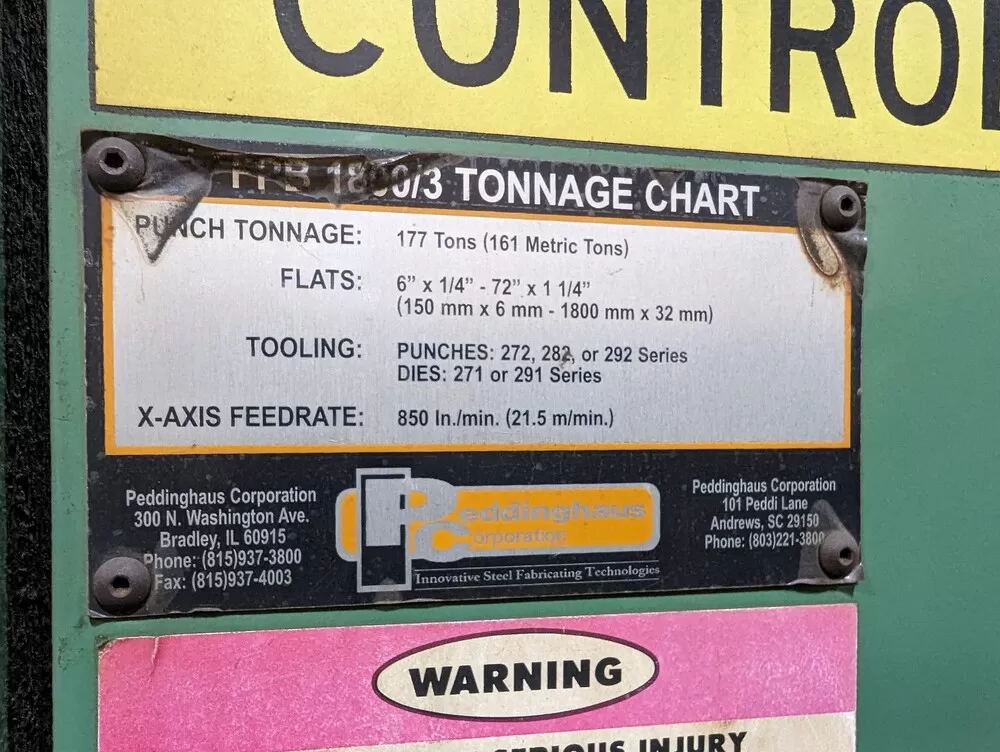 CONTROL
FPB 1800/3 TONNAGE CHART
PUNCH TONNAGE: 177 Tons (161 Metric Tons)
FLATS: 6" x 1/4" - 72" x 1 1/4"
(150 mm x 6 mm - 1800 mm x 32 mm)
TOOLING: PUNCHES: 272, 282, or 292 Series
DIES: 271 or 291 Series
X-AXIS FEEDRATE: 850 In./min. (21.5 m/min.)
Peddinghaus Corporation
300 N. Washington Ave.
Bradley, IL 60915
Phone: (815)937-3800
Fax: (815)937-4003
Peddinghaus
Corporation
Innovative Steel Fabricating Technologies
Peddinghaus Corporation
101 Peddi Lane
Andrews, SC 29150
Phone: (803)221-3800
WARNING
SERIOUS INJURY